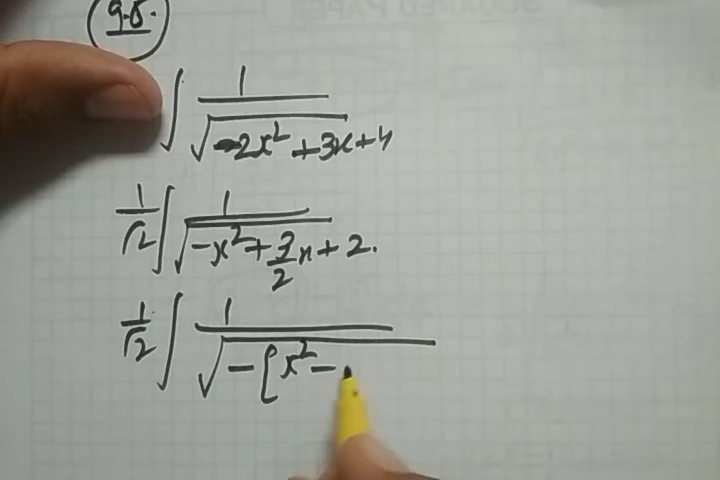 9.8.
∫ 1/√(-2x²+3x+4
1/√2 ∫ 1/√(-x²+3/2 x+2.
1/√2 ∫ 1/√(-[x²-